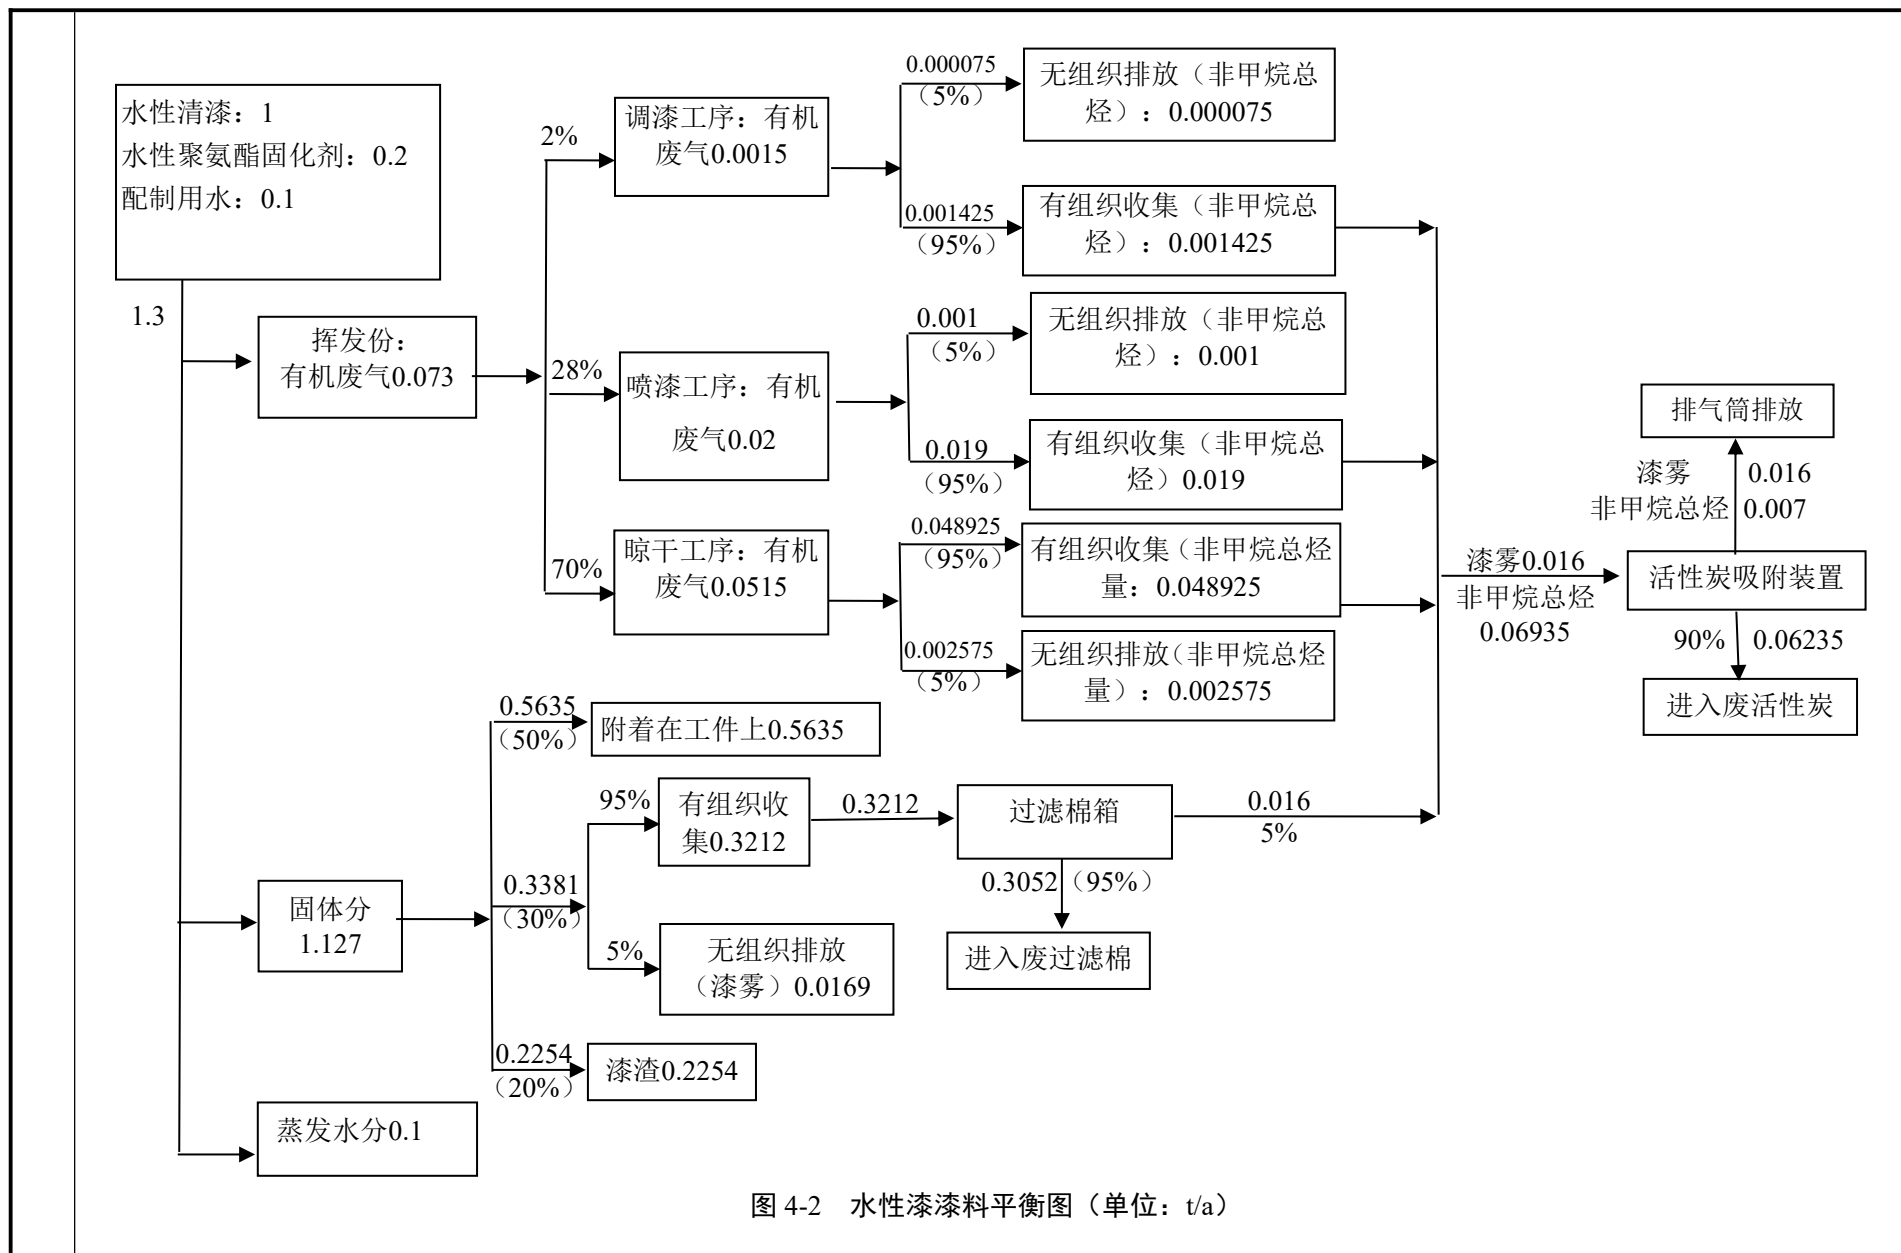 水性清漆：1
水性聚氨酯固化剂：0.2
配制用水：0.1
1.3
挥发份：
有机废气0.073
2%
28%
70%
调漆工序：有机
废气0.0015
0.000075
（5%）
无组织排放（非甲烷总
烃）：0.000075
0.001425
（95%）
有组织收集（非甲烷总
烃）：0.001425
喷漆工序：有机
废气0.02
0.001
（5%）
无组织排放（非甲烷总
烃）：0.001
0.019
（95%）
有组织收集（非甲烷总
烃）0.019
晾干工序：有机
废气0.0515
0.048925
（95%）
有组织收集（非甲烷总烃
量：0.048925
0.002575
（5%）
无组织排放（非甲烷总烃
量）：0.002575
漆雾0.016
非甲烷总烃
0.06935
活性炭吸附装置
漆雾 0.016
非甲烷总烃 0.007
排气筒排放
90% 0.06235
进入废活性炭
固体分
1.127
0.5635
（50%）
附着在工件上0.5635
0.3381
（30%）
95%
有组织收
集0.3212
0.3212
过滤棉箱
0.016
5%
0.3052（95%）
进入废过滤棉
5%
无组织排放
（漆雾）0.0169
0.2254
（20%）
漆渣0.2254
蒸发水分0.1
图 4-2 水性漆漆料平衡图（单位：t/a）